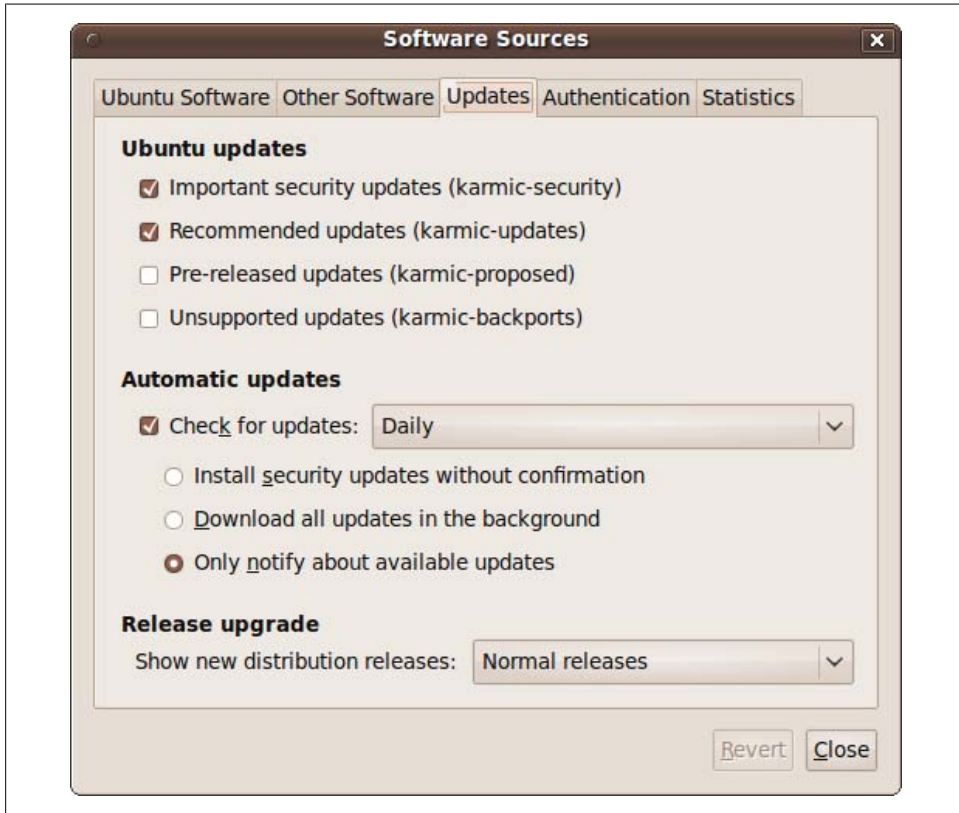 Software Sources
Ubuntu Software Other Software Updates Authentication Statistics
Ubuntu updates
Important security updates (karmic-security)
Recommended updates (karmic-updates)
Pre-released updates (karmic-proposed)
Unsupported updates (karmic-backports)
Automatic updates
Check for updates: Daily
Install security updates without confirmation
Download all updates in the background
Only notify about available updates
Release upgrade
Show new distribution releases: Normal releases
Revert Close